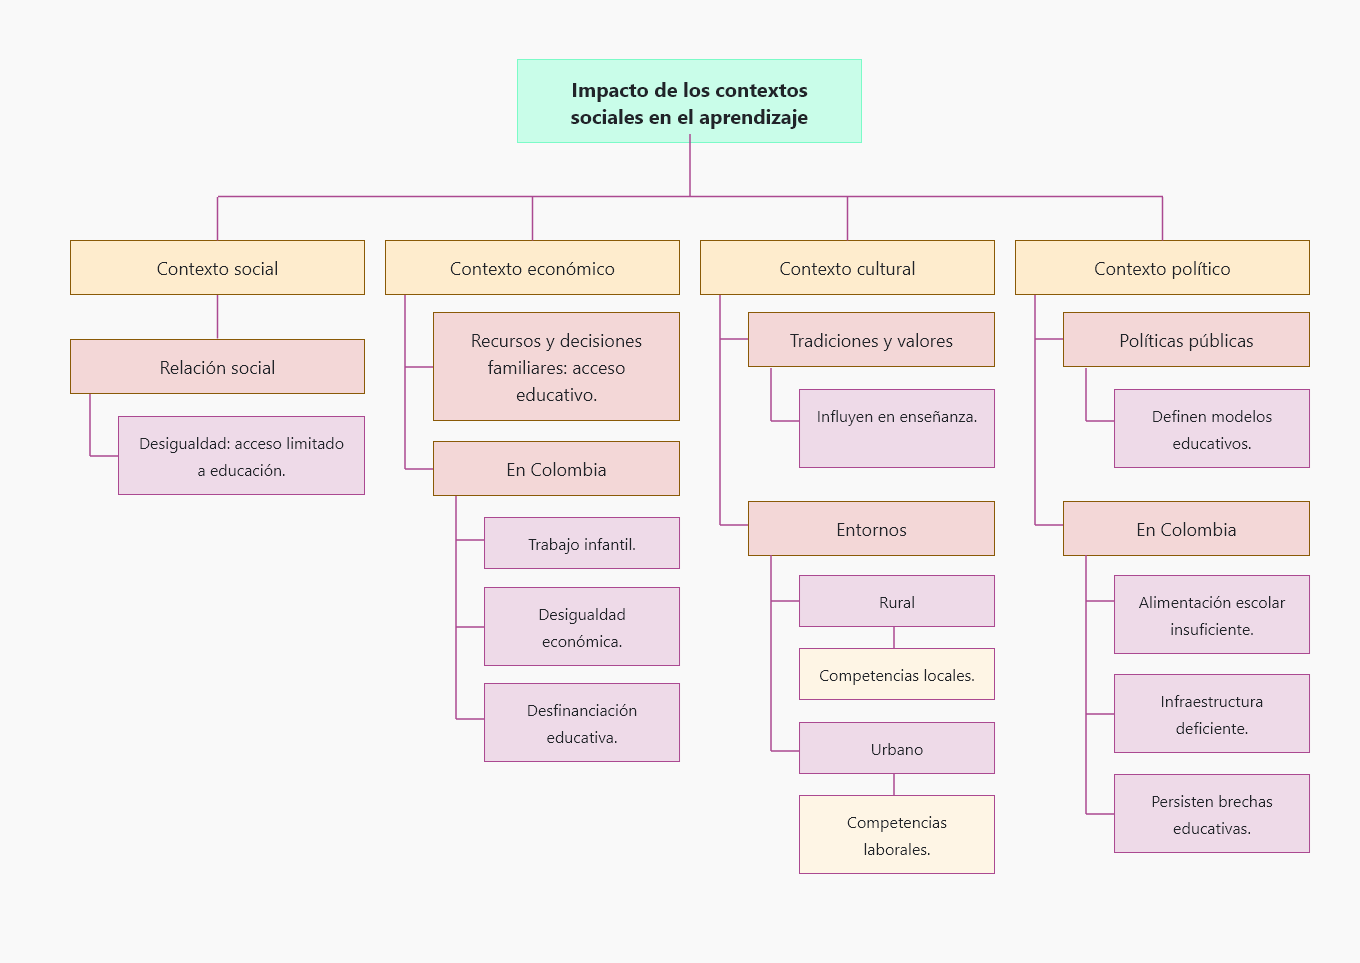 Impacto de los contextos
sociales en el aprendizaje
Contexto social
Relación social
Desigualdad: acceso limitado
a educación.
Contexto económico
Recursos y decisiones
familiares: acceso
educativo.
En Colombia
Trabajo infantil.
Desigualdad
económica.
Desfinanciación
educativa.
Contexto cultural
Tradiciones y valores
Influyen en enseñanza.
Entornos
Rural
Competencias locales.
Urbano
Competencias
laborales.
Contexto político
Políticas públicas
Definen modelos
educativos.
En Colombia
Alimentación escolar
insuficiente.
Infraestructura
deficiente.
Persisten brechas
educativas.